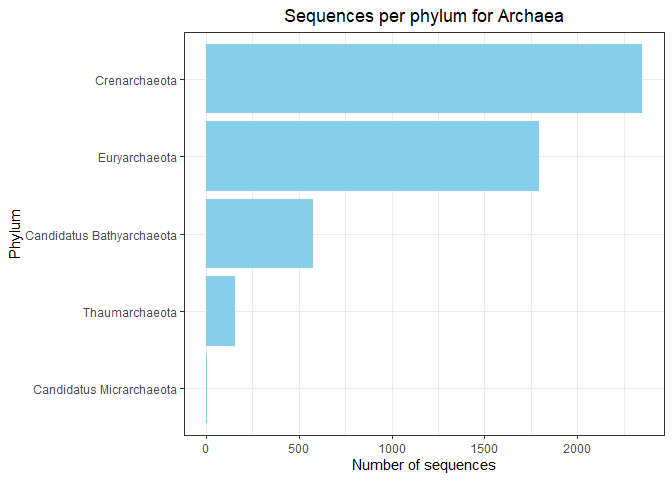 Sequences per phylum for Archaea
Phylum
Crenarchaeota
Euryarchaeota
Candidatus Bathyarchaeota
Thaumarchaeota
Candidatus Micrarchaeota
0 500 1000 1500 2000
Number of sequences